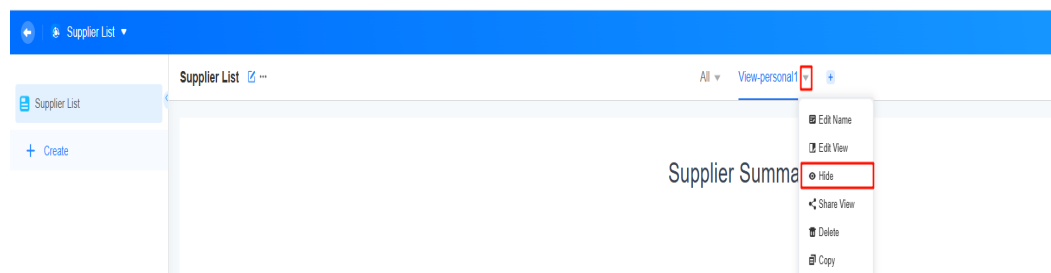 Supplier List
Supplier List
All
View-personal1
Supplier List
Create
Supplier Summa
Edit Name
Edit View
Hide
Share View
Delete
Copy